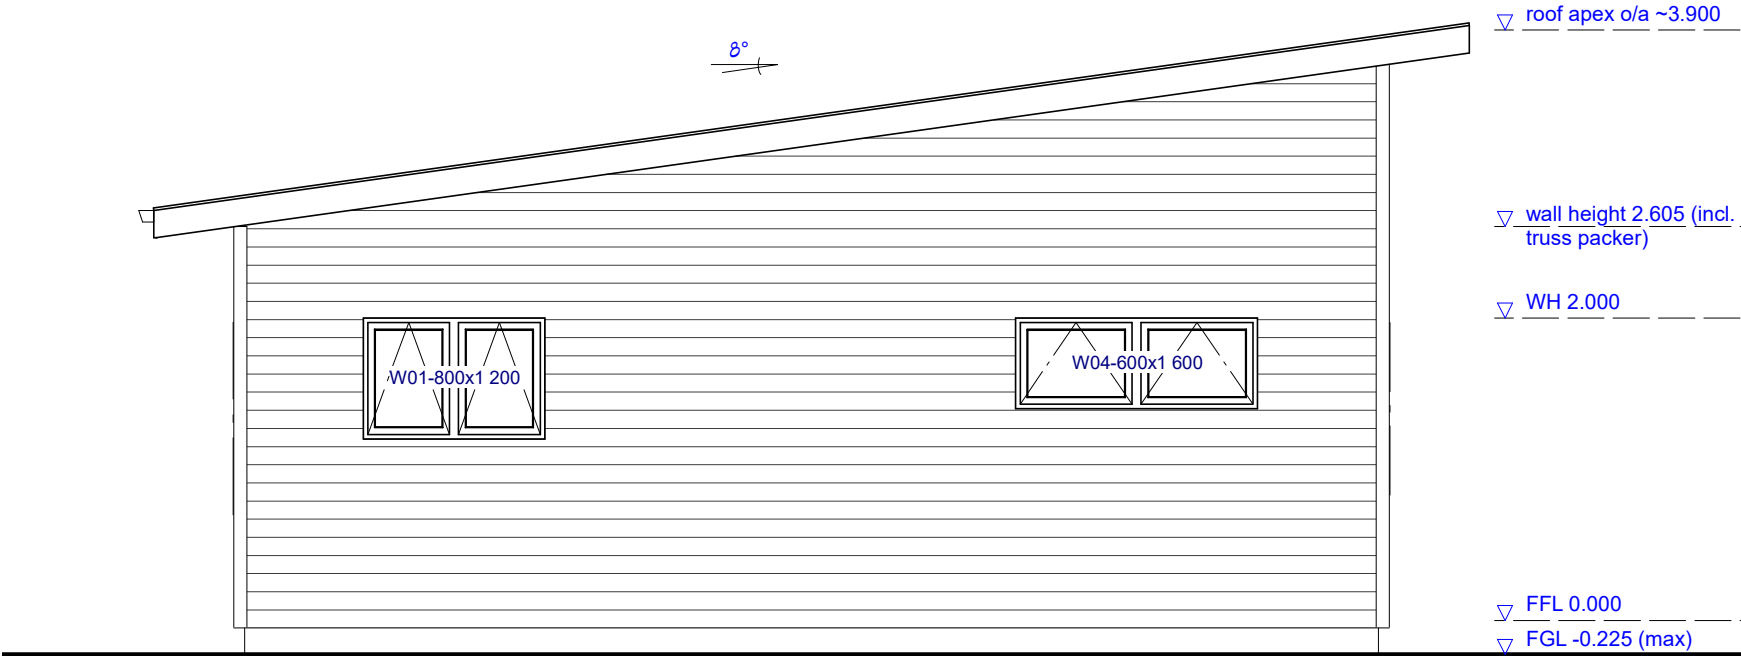 roof apex o/a ~3.900
8°
wall height 2.605 (incl.
truss packer)
WH 2.000
W04-600x1 600
W01-800x1 200
FFL 0.000
FGL -0.225 (max)